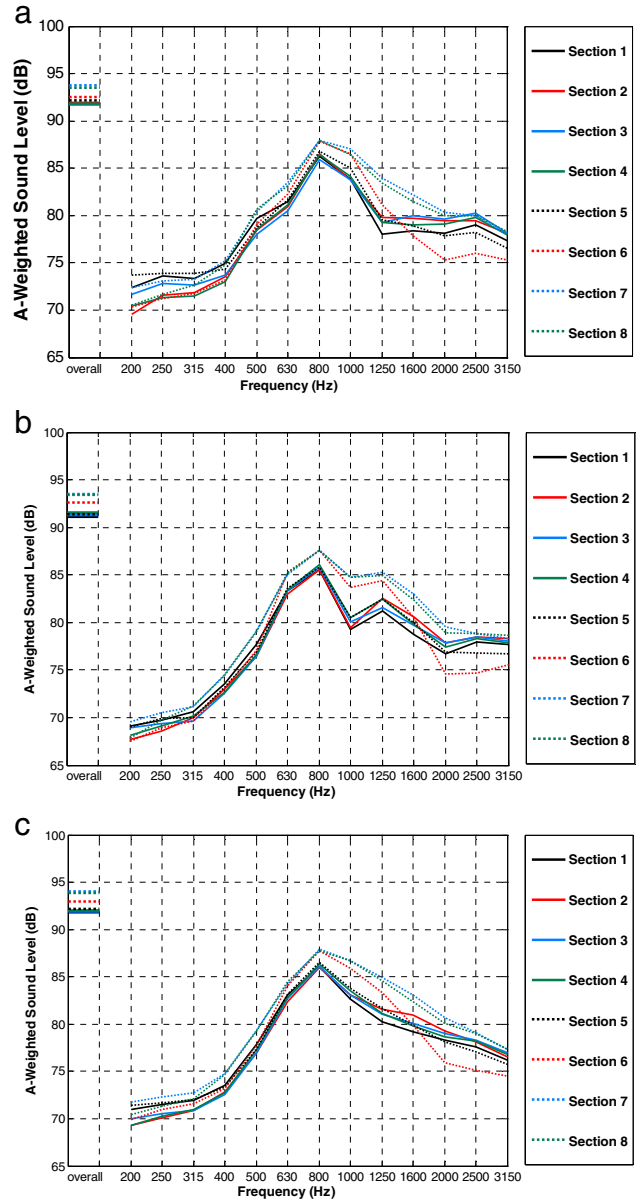 a
A-Weighted Sound Level (dB)
100
95
90
85
80
75
70
65
overall 200 250 315 400 500 630 800 1000 1250 1600 2000 2500 3150
Frequency (Hz)
Section 1
Section 2
Section 3
Section 4
Section 5
Section 6
Section 7
Section 8
b
A-Weighted Sound Level (dB)
100
95
90
85
80
75
70
65
overall 200 250 315 400 500 630 800 1000 1250 1600 2000 2500 3150
Frequency (Hz)
Section 1
Section 2
Section 3
Section 4
Section 5
Section 6
Section 7
Section 8
c
A-Weighted Sound Level (dB)
100
95
90
85
80
75
70
65
overall 200 250 315 400 500 630 800 1000 1250 1600 2000 2500 3150
Frequency (Hz)
Section 1
Section 2
Section 3
Section 4
Section 5
Section 6
Section 7
Section 8